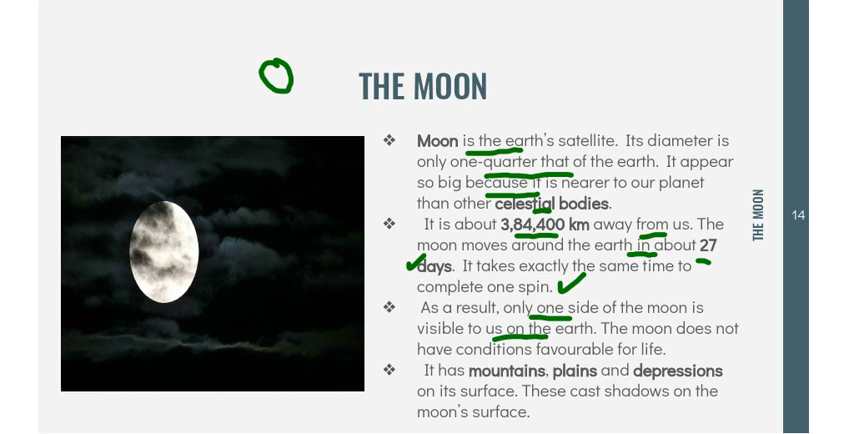 THE MOON
❖ Moon is the earth's satellite. Its diameter is
only one-quarter that of the earth. It appear
so big because it is nearer to our planet
than other celestial bodies.
❖ It is about 3,84,400 km away from us. The
moon moves around the earth in about 27
days. It takes exactly the same time to
complete one spin.
❖ As a result, only one side of the moon is
visible to us on the earth. The moon does not
have conditions favourable for life.
❖ It has mountains, plains and depressions
on its surface. These cast shadows on the
moon's surface.
THE MOON
14